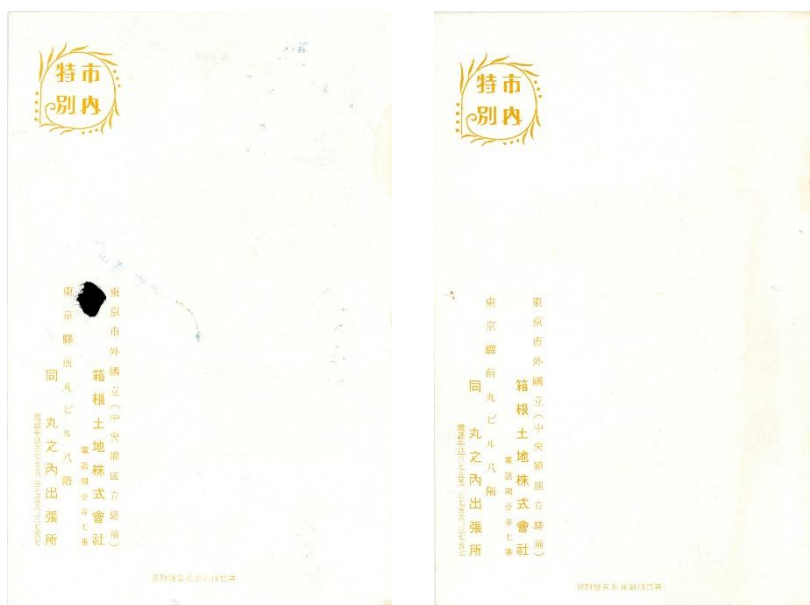 市内
特別
東京市外國立(中央線國立驛前)
箱根土地株式會社
電話國分寺七番
東京驛前丸ビル八階
同 丸之内出張所
市内
特別
東京市外國立(中央線國立驛前)
箱根土地株式會社
電話國分寺七番
東京驛前丸ビル八階
同 丸之内出張所